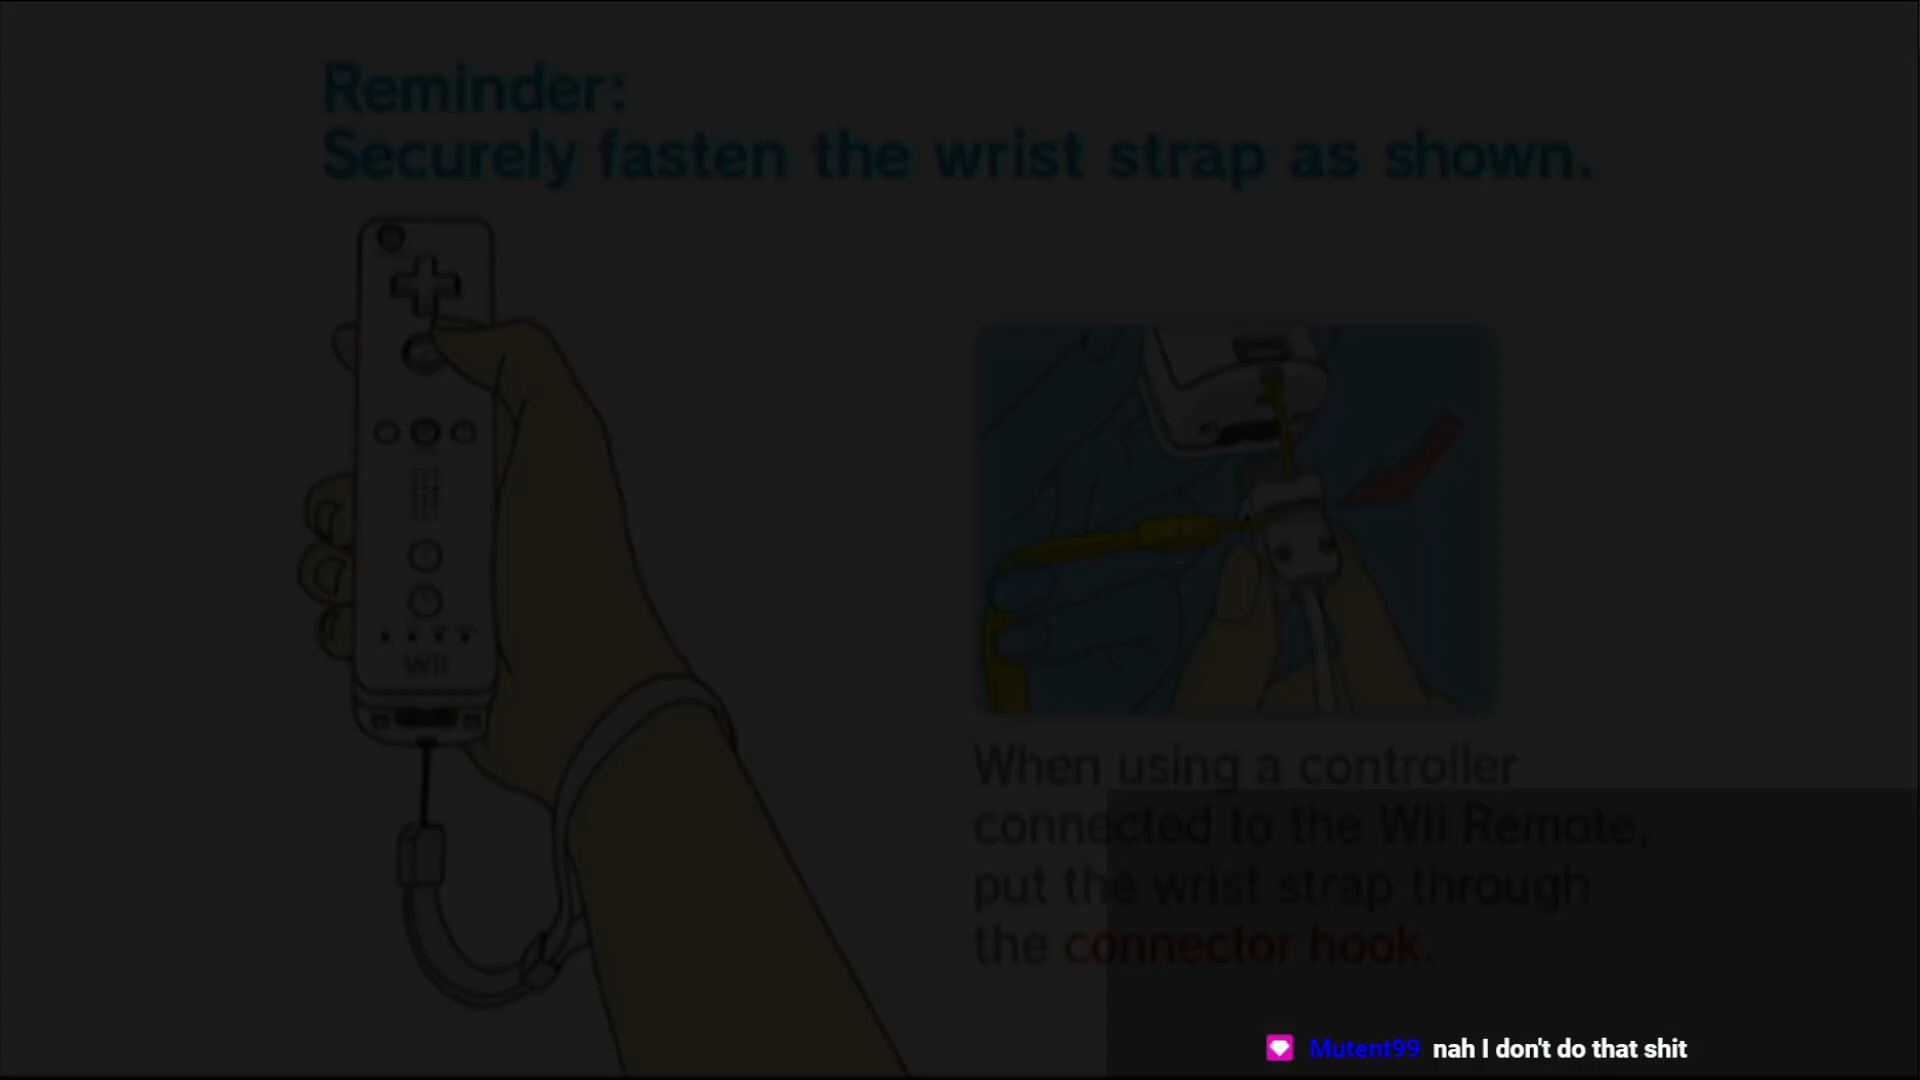 Reminder:
Securely fasten the wrist strap as shown.
Wii
When using a controller
connected to the Wii Remote,
put the wrist strap through
the connector hook.
Mutent99 nah I don't do that shit